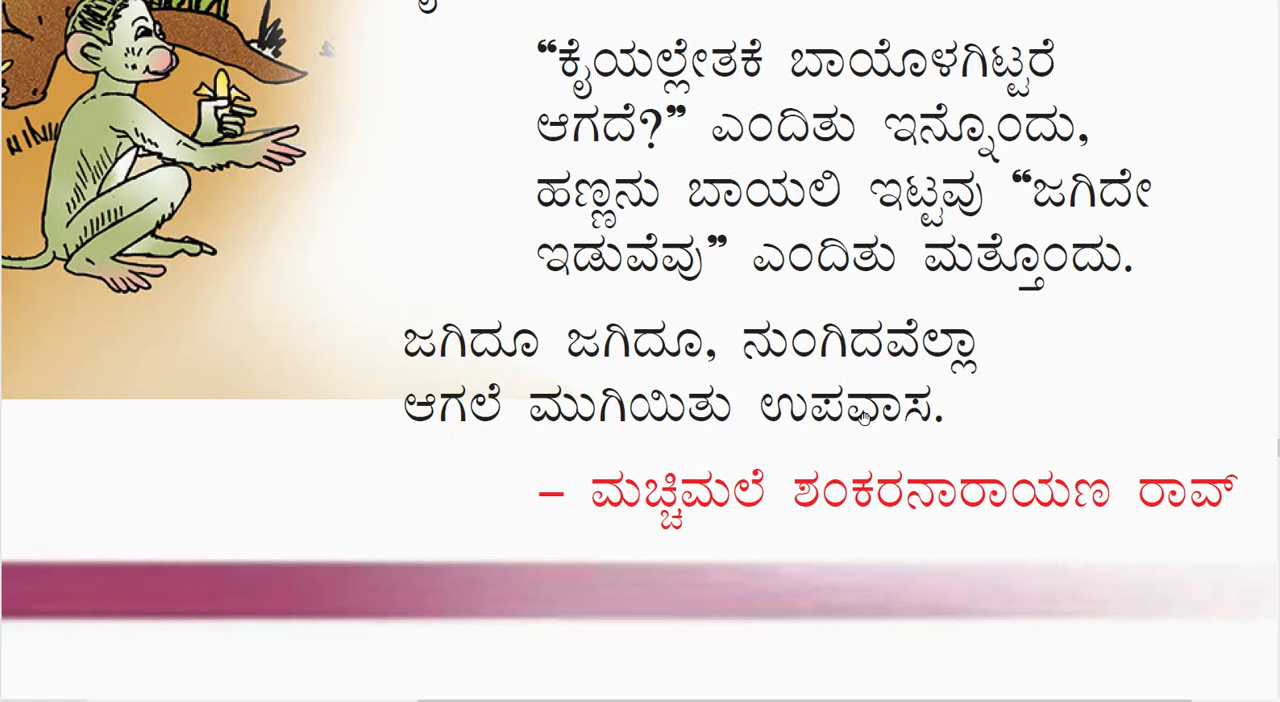 “ಕೈಯಲ್ಲೇತಕೆ ಬಾಯೊಳಗಿಟ್ಟರೆ
ಆಗದೆ?” ಎಂದಿತು ಇನ್ನೊಂದು,
ಹಣ್ಣನು ಬಾಯಲಿ ಇಟ್ಟವು “ಜಗಿದೇ
ಇಡುವೆವು” ಎಂದಿತು ಮತ್ತೊಂದು.
ಜಗಿದೂ ಜಗಿದೂ, ನುಂಗಿದವೆಲ್ಲಾ
ಆಗಲೆ ಮುಗಿಯಿತು ಉಪವಾಸ.
– ಮಚ್ಚಿಮಲೆ ಶಂಕರನಾರಾಯಣ ರಾವ್